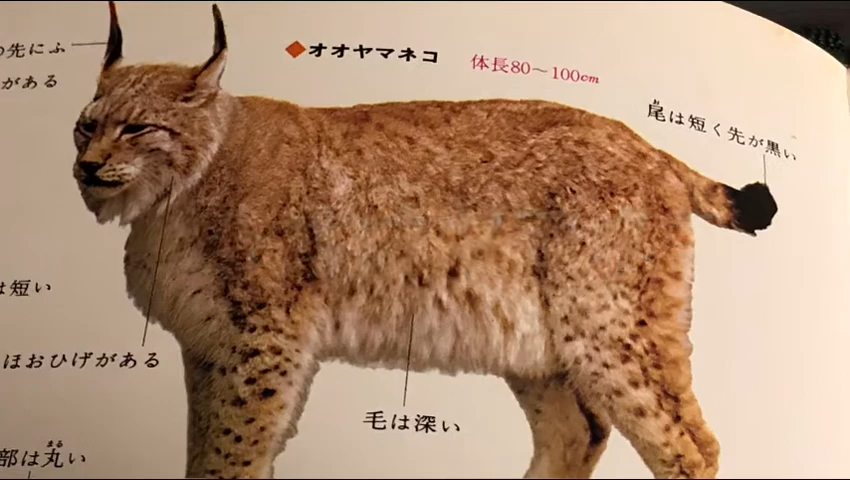 の先にふ
がある
◆オオヤマネコ 体長80〜100cm
尾は短く先が黒い
は短い
ほおひげがある
毛は深い
部は丸い
まる